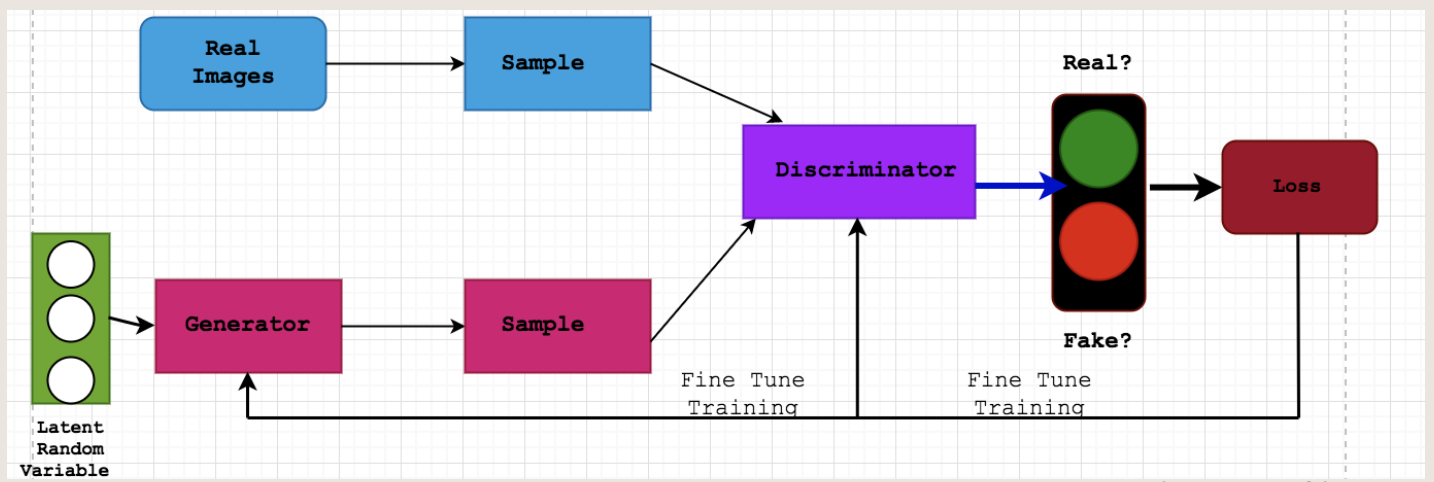 Real
Images
Sample
Real?
Discriminator
Loss
Generator
Sample
Fake?
Fine Tune
Training
Fine Tune
Training
Latent
Random
Variable